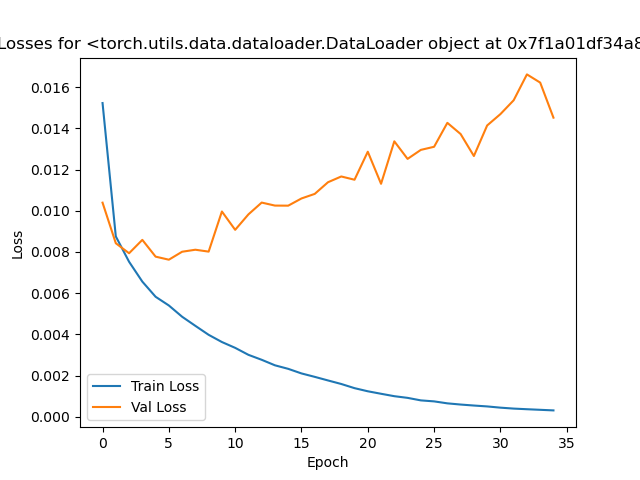 Losses for <torch.utils.data.dataloader.DataLoader object at 0x7f1a01df34a8
0.016
0.014
0.012
0.010
0.008
0.006
0.004
0.002
0.000
Loss
Train Loss
Val Loss
0 5 10 15 20 25 30 35
Epoch